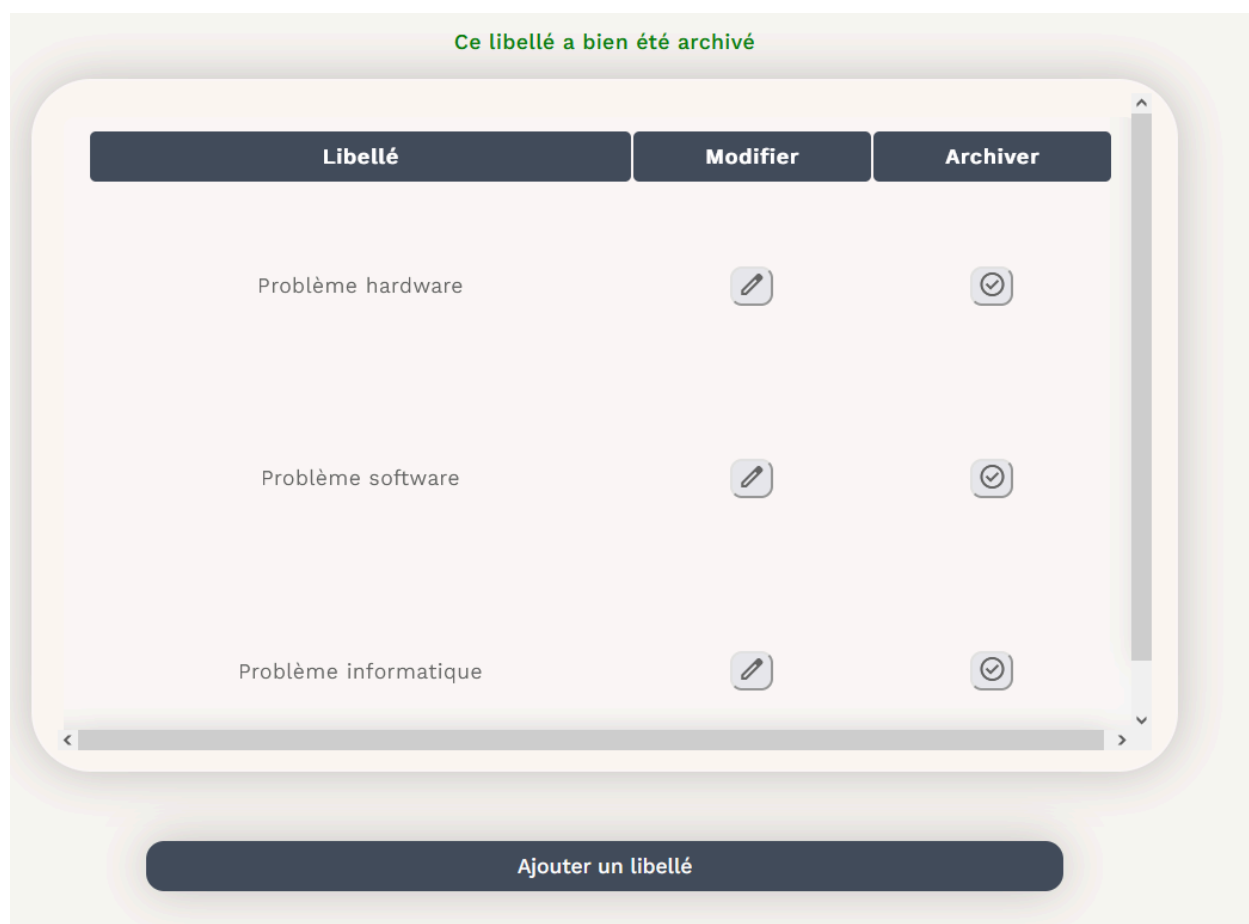 Ce libellé a bien été archivé
Libellé Modifier Archiver
Problème hardware
Problème software
Problème informatique
Ajouter un libellé